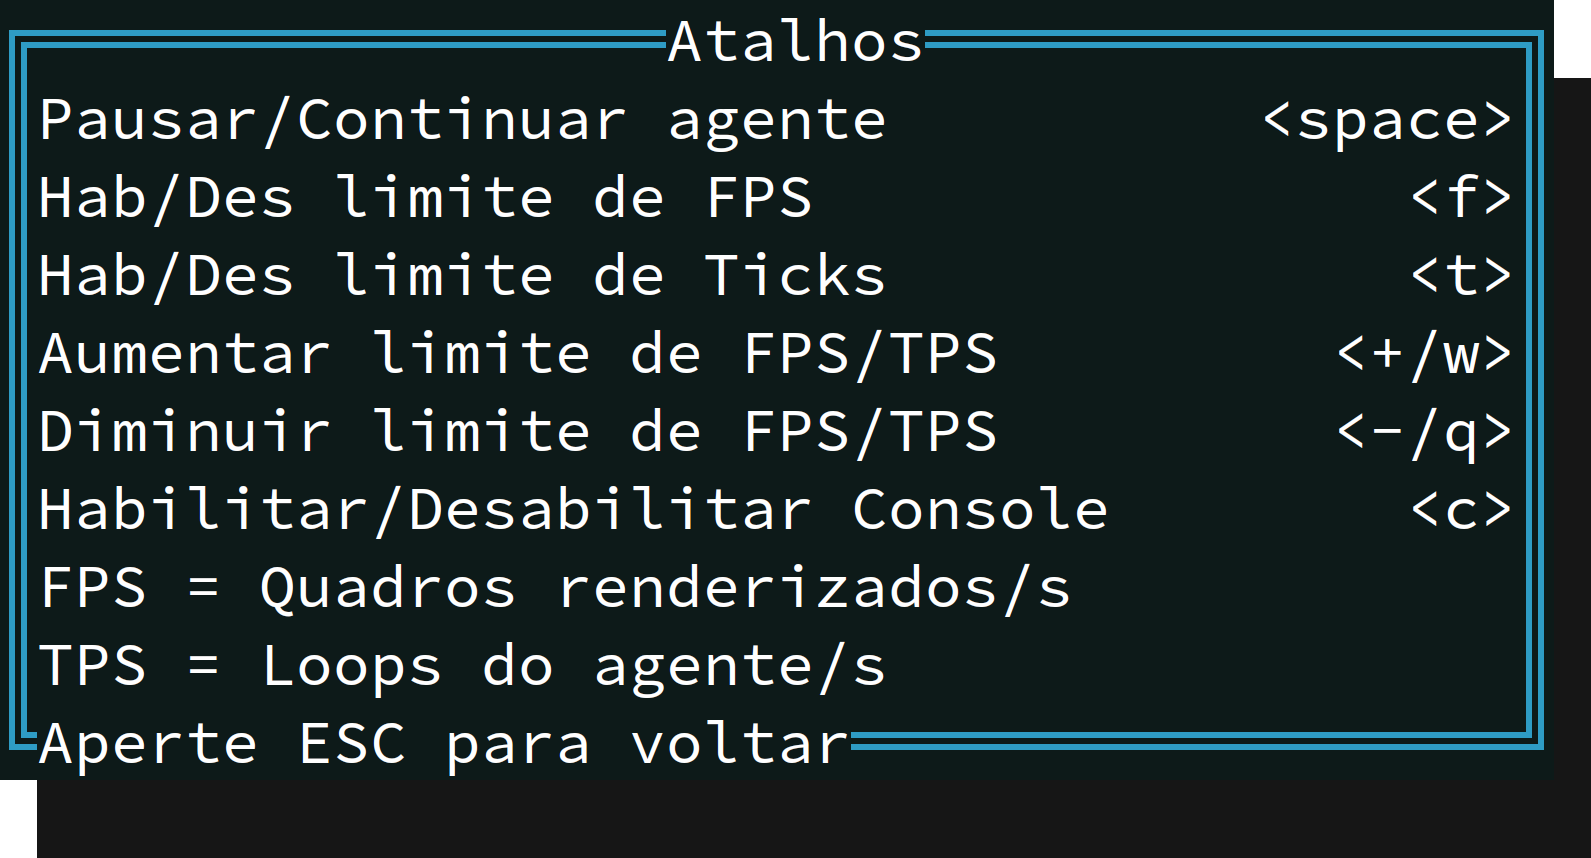 Atalhos
Pausar/Continuar agente <space>
Hab/Des limite de FPS <f>
Hab/Des limite de Ticks <t>
Aumentar limite de FPS/TPS <+/w>
Diminuir limite de FPS/TPS <-/q>
Habilitar/Desabilitar Console <c>
FPS = Quadros renderizados/s
TPS = Loops do agente/s
Aperte ESC para voltar